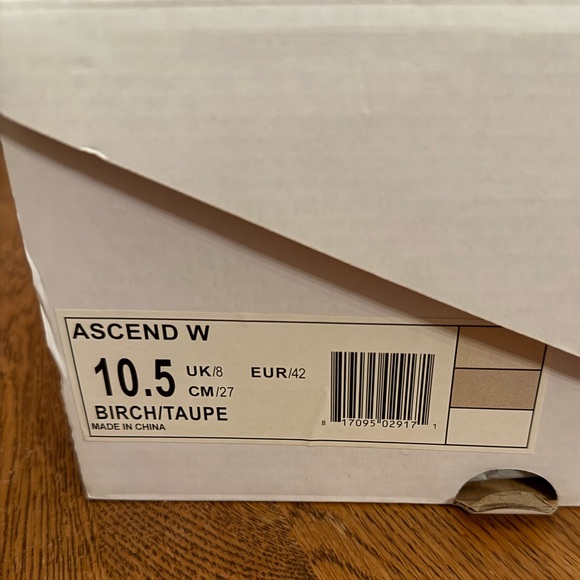 ASCEND W
10.5 UK/8 EUR/42
CM/27
BIRCH/TAUPE
MADE IN CHINA
8 17095 02917 1